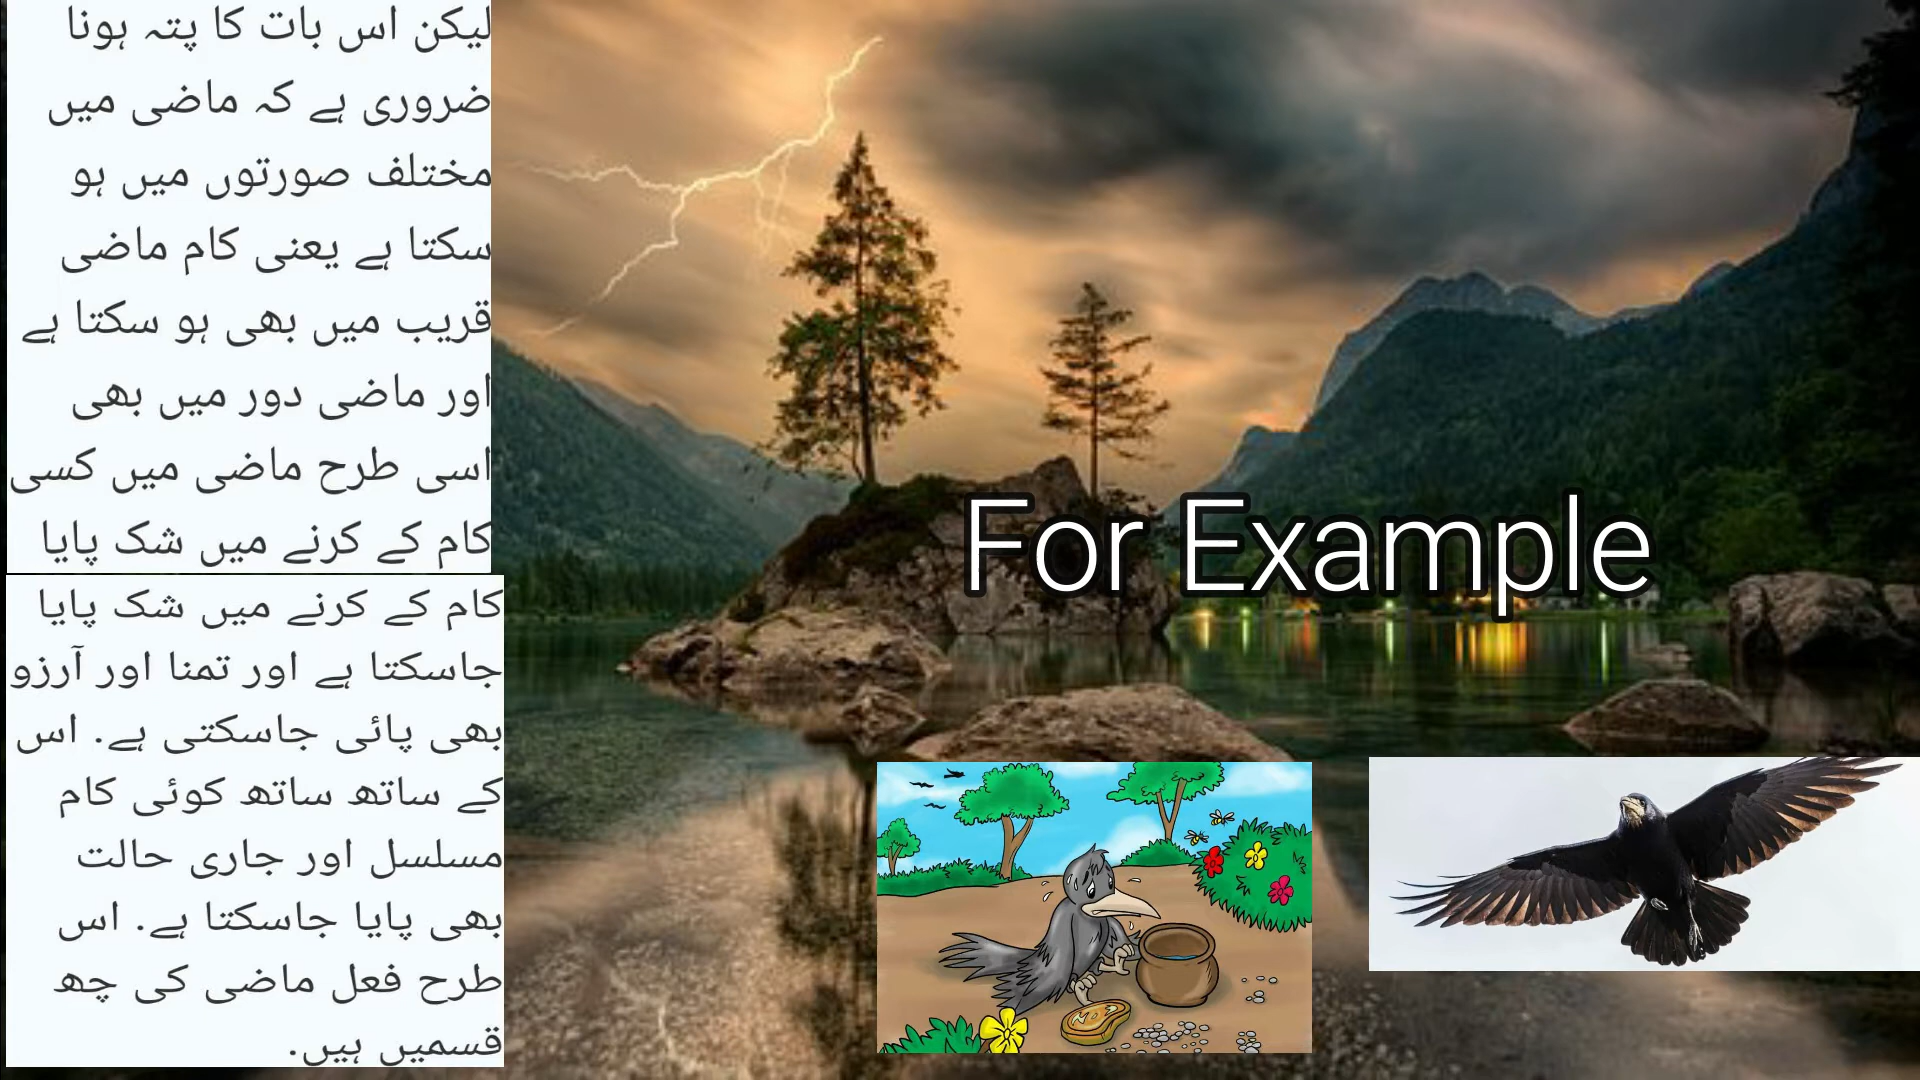 لیکن اس بات کا پتہ ہونا
ضروری ہے کہ ماضی میں
مختلف صورتوں میں ہو
سکتا ہے یعنی کام ماضی
قریب میں بھی ہو سکتا ہے
اور ماضی دور میں بھی
اسی طرح ماضی میں کسی
کام کے کرنے میں شک پایا
کام کے کرنے میں شک پایا
جاسکتا ہے اور تمنا اور آرزو
بھی پائی جاسکتی ہے. اس
کے ساتھ ساتھ کوئی کام
مسلسل اور جاری حالت
بھی پایا جاسکتا ہے. اس
طرح فعل ماضی کی چھ
قسمیں ہیں.
For Example